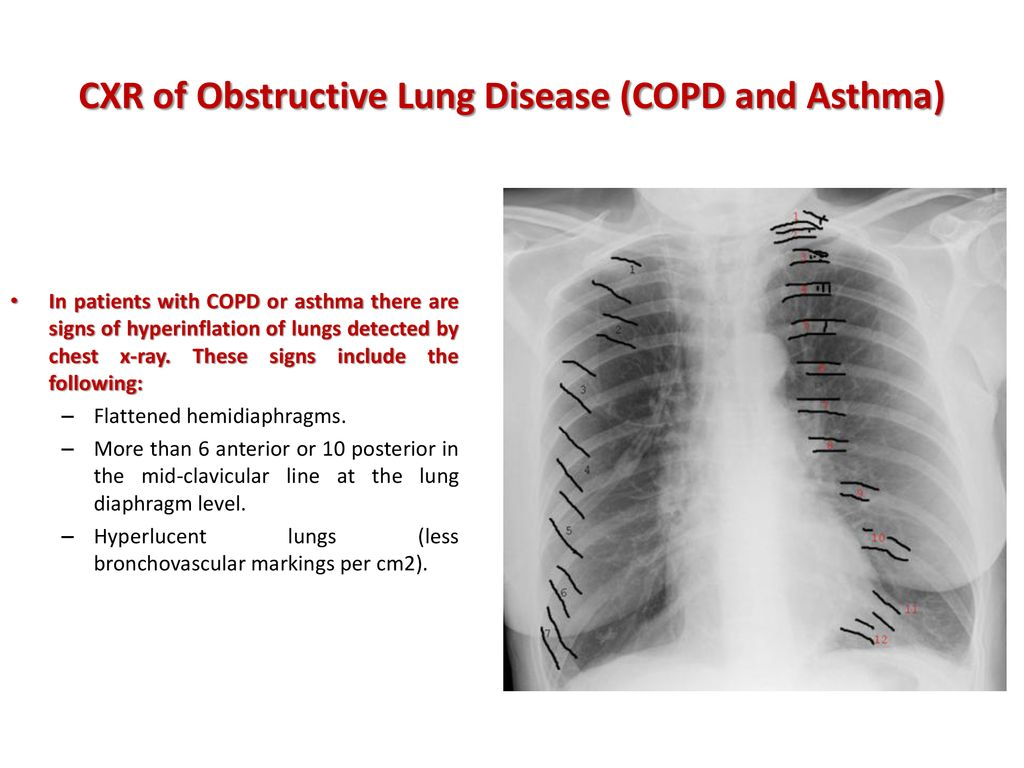 CXR of Obstructive Lung Disease (COPD and Asthma)
• In patients with COPD or asthma there are
signs of hyperinflation of lungs detected by
chest x-ray. These signs include the
following:
– Flattened hemidiaphragms.
– More than 6 anterior or 10 posterior in
the mid-clavicular line at the lung
diaphragm level.
– Hyperlucent lungs (less
bronchovascular markings per cm2).
1
2
3
4
5
6
7
1
2
3
4
5
6
7
8
9
10
11
12